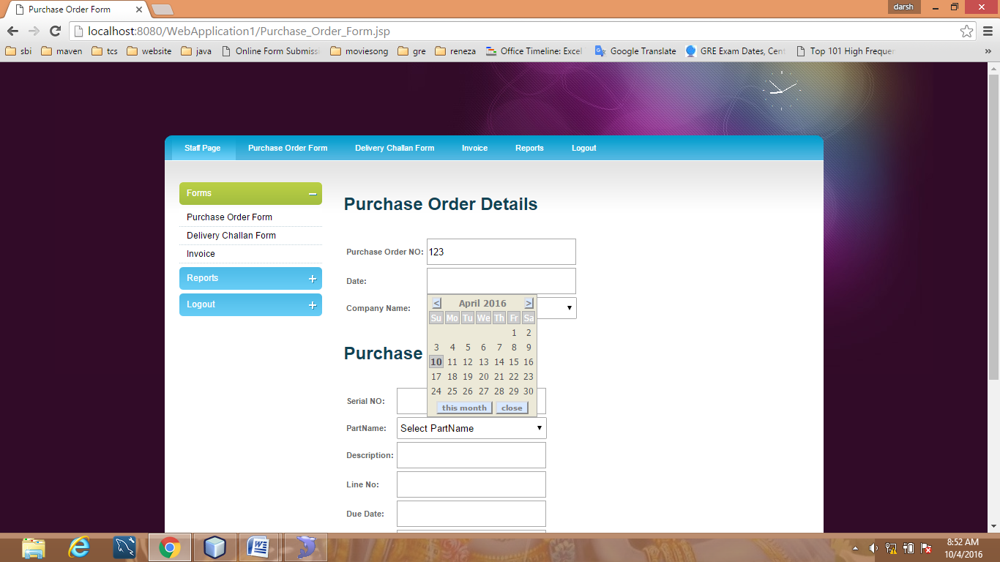 Purchase Order Form
darsh
localhost:8080/WebApplication1/Purchase_Order_Form.jsp
sbi maven tcs website java Online Form Submissi moviesong gre reneza Office Timeline: Excel Google Translate GRE Exam Dates, Cent Top 101 High Frequen »
Staff Page Purchase Order Form Delivery Challan Form Invoice Reports Logout
Forms
Purchase Order Form
Delivery Challan Form
Invoice
Reports
Logout
Purchase Order Details
Purchase Order NO: 123
Date:
Company Name:
< April 2016 >
Su Mo Tu We Th Fr Sa
1 2
3 4 5 6 7 8 9
10 11 12 13 14 15 16
17 18 19 20 21 22 23
24 25 26 27 28 29 30
this month close
Purchase
Serial NO:
PartName: Select PartName
Description:
Line No:
Due Date:
8:52 AM
10/4/2016